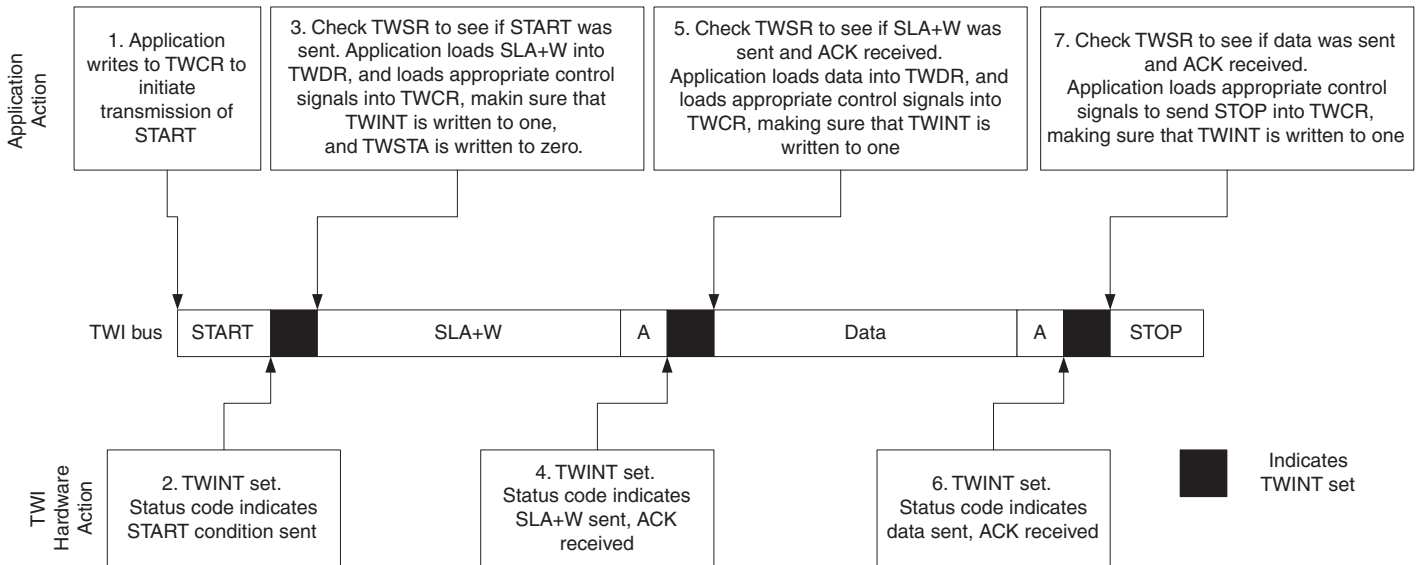 Application
Action
1. Application
writes to TWCR to
initiate
transmission of
START
3. Check TWSR to see if START was
sent. Application loads SLA+W into
TWDR, and loads appropriate control
signals into TWCR, makin sure that
TWINT is written to one,
and TWSTA is written to zero.
5. Check TWSR to see if SLA+W was
sent and ACK received.
Application loads data into TWDR, and
loads appropriate control signals into
TWCR, making sure that TWINT is
written to one
7. Check TWSR to see if data was sent
and ACK received.
Application loads appropriate control
signals to send STOP into TWCR,
making sure that TWINT is written to one
TWI bus
START
SLA+W
A
Data
A
STOP
TWI
Hardware
Action
2. TWINT set.
Status code indicates
START condition sent
4. TWINT set.
Status code indicates
SLA+W sent, ACK
received
6. TWINT set.
Status code indicates
data sent, ACK received
Indicates
TWINT set